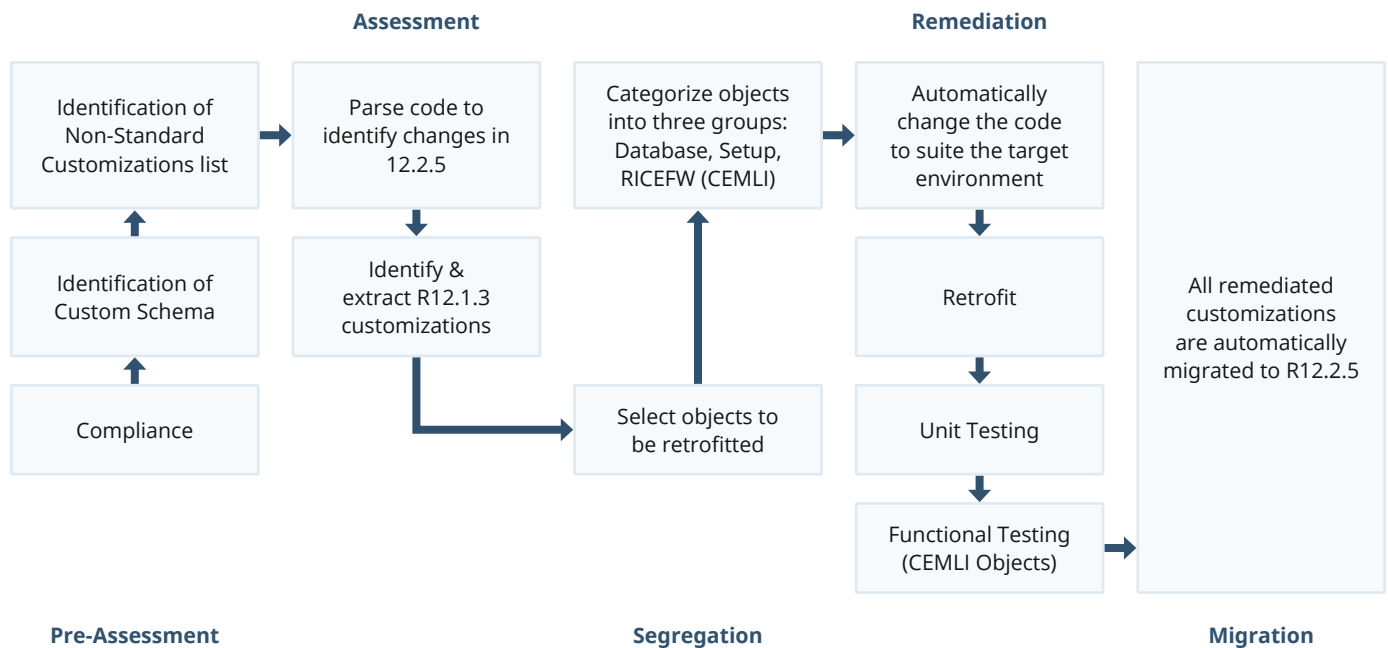 Assessment
Remediation
Identification of
Non-Standard
Customizations list
Parse code to
identify changes in
12.2.5
Categorize objects
into three groups:
Database, Setup,
RICEFW (CEMLI)
Automatically
change the code
to suite the target
environment
Identification of
Custom Schema
Identify &
extract R12.1.3
customizations
Retrofit
All remediated
customizations
are automatically
migrated to R12.2.5
Compliance
Select objects to
be retrofitted
Unit Testing
Functional Testing
(CEMLI Objects)
Pre-Assessment
Segregation
Migration